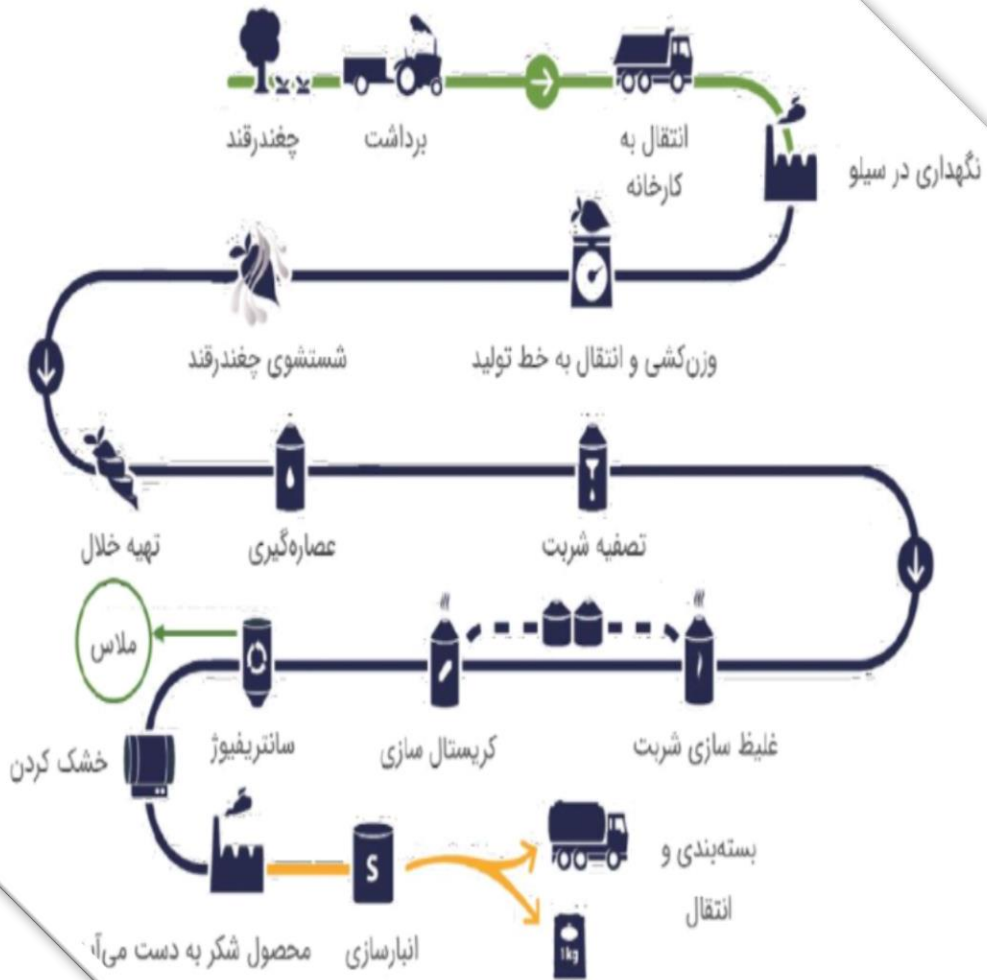 چغندرقند
برداشت
انتقال به
کارخانه
نگهداری در سیلو
وزن‌کشی و انتقال به خط تولید
شستشوی چغندرقند
تهیه خلال
عصاره‌گیری
تصفیه شربت
غلیظ سازی شربت
کریستال سازی
سانتریفیوژ
ملاس
خشک کردن
محصول شکر به دست
انبارسازی
S
بسته‌بندی و
انتقال
1kg